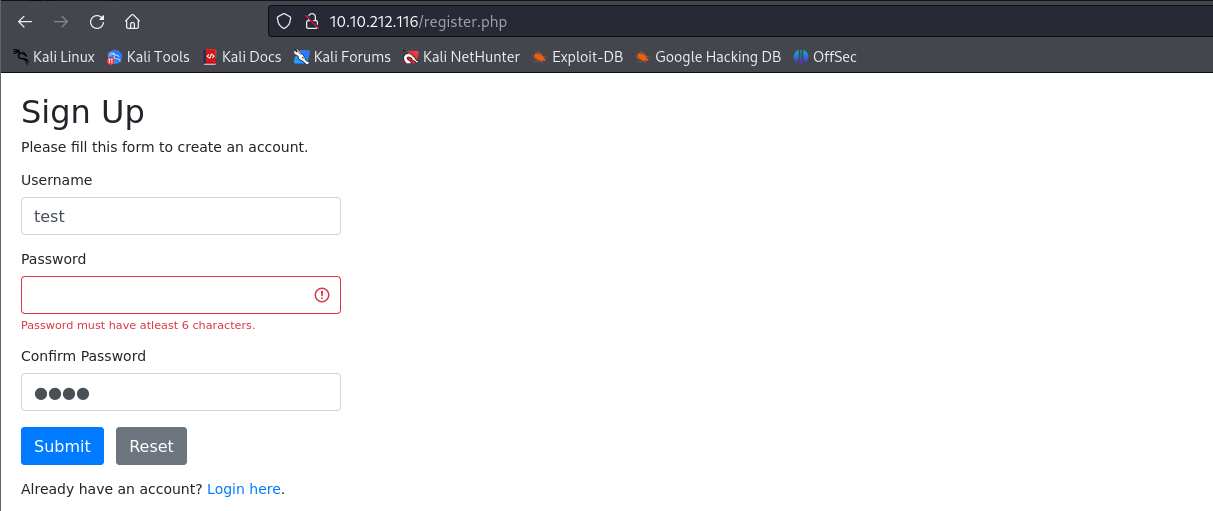 10.10.212.116/register.php
Kali Linux Kali Tools Kali Docs Kali Forums Kali NetHunter Exploit-DB Google Hacking DB OffSec
Sign Up
Please fill this form to create an account.
Username
test
Password
Password must have atleast 6 characters.
Confirm Password
Submit Reset
Already have an account? Login here.